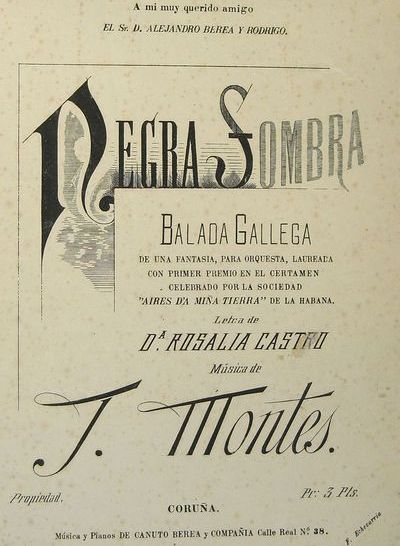 A mi muy querido amigo
EL Sr. D. ALEJANDRO BEREA Y RODRIGO.
NEGRA SOMBRA
BALADA GALLEGA
DE UNA FANTASIA, PARA ORQUESTA, LAUREADA
CON PRIMER PREMIO EN EL CERTAMEN
CELEBRADO POR LA SOCIEDAD
"AIRES D'A MIÑA TIERRA" DE LA HABANA.
Letra de
D.ª ROSALIA CASTRO
Música de
J. Montes.
Propiedad.
Pr: 3 Pts.
CORUÑA.
Música y Pianos DE CANUTO BEREA y COMPAÑIA Calle Real Nº 38.
F. Echevarria